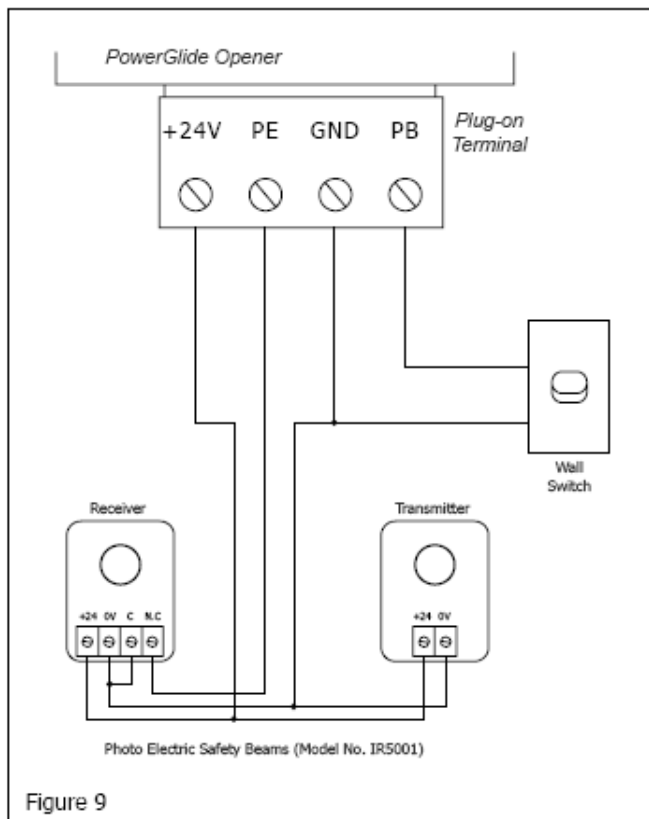 PowerGlide Opener
+24V PE GND PB
Plug-on
Terminal
Wall
Switch
Receiver
Transmitter
+24 0V C N.C
+24 0V
Photo Electric Safety Beams (Model No. IR5001)
Figure 9